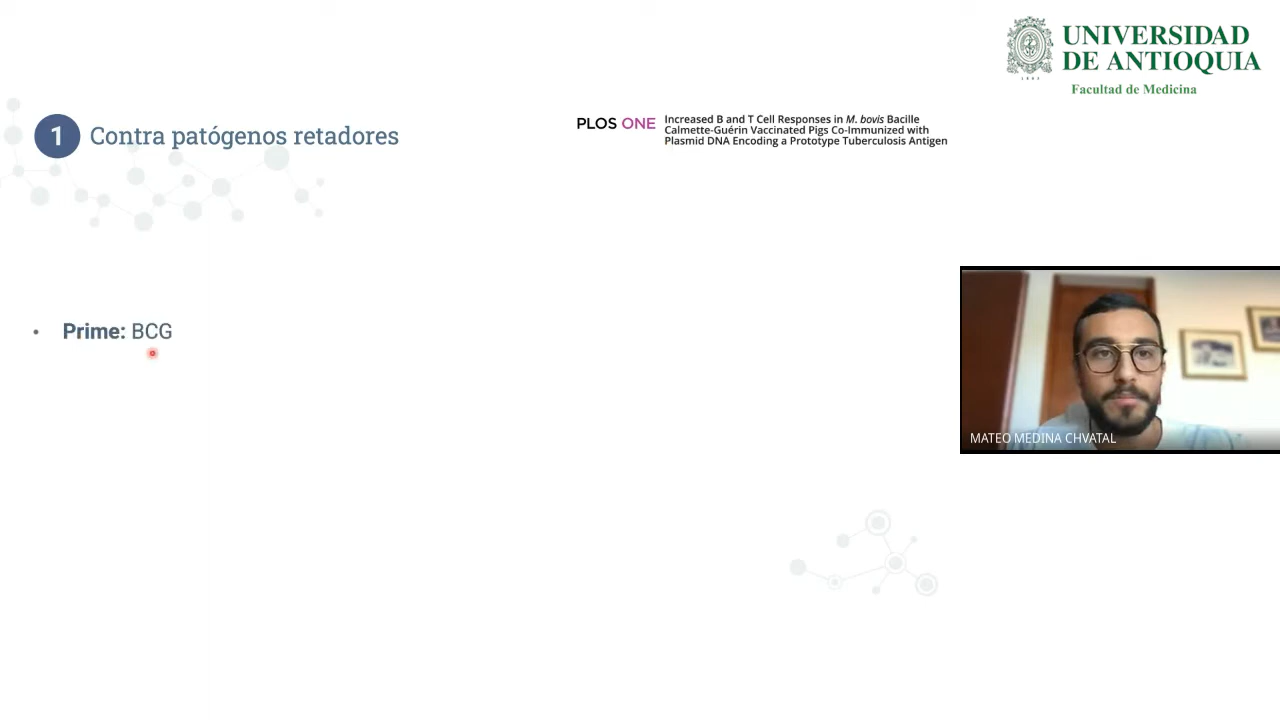 UNIVERSIDAD
DE ANTIOQUIA
1803
Facultad de Medicina
1 Contra patógenos retadores
PLOS ONE
Increased B and T Cell Responses in M. bovis Bacille
Calmette-Guérin Vaccinated Pigs Co-Immunized with
Plasmid DNA Encoding a Prototype Tuberculosis Antigen
• Prime: BCG
MATEO MEDINA CHVATAL